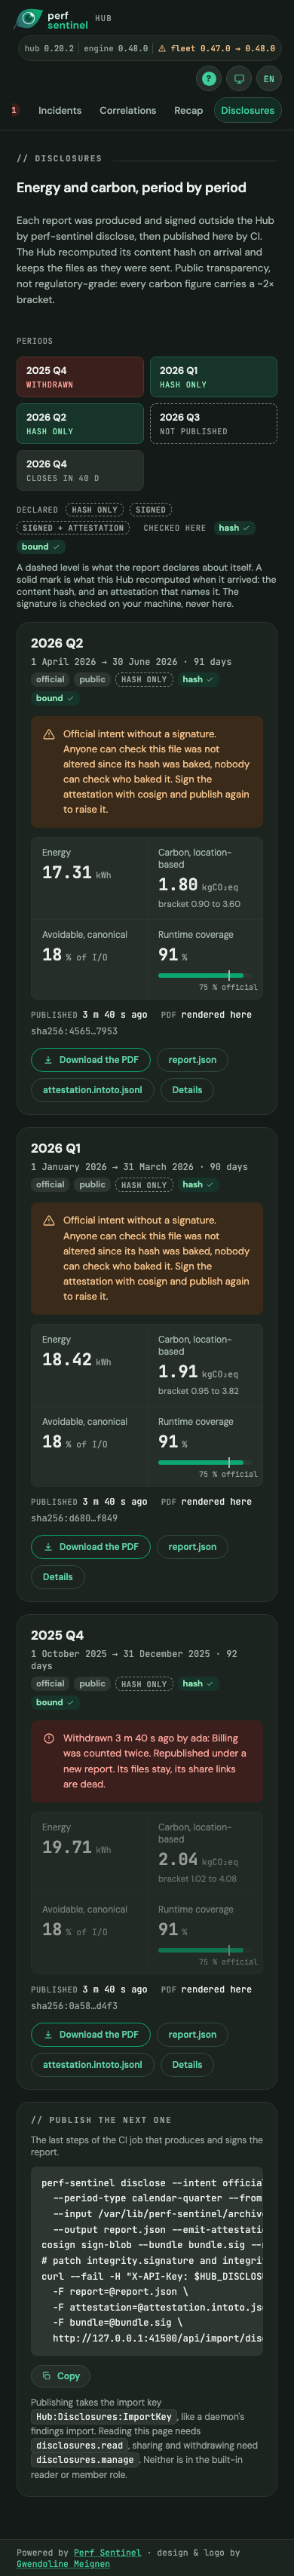 perf
sentinel HUB
hub 0.20.2 engine 0.48.0 fleet 0.47.0 → 0.48.0
? EN
1 Incidents Correlations Recap Disclosures
// DISCLOSURES
Energy and carbon, period by period
Each report was produced and signed outside the Hub
by perf-sentinel disclose, then published here by CI.
The Hub recomputed its content hash on arrival and
keeps the files as they were sent. Public transparency,
not regulatory-grade: every carbon figure carries a ~2×
bracket.
PERIODS
2025 Q4
WITHDRAWN
2026 Q1
HASH ONLY
2026 Q2
HASH ONLY
2026 Q3
NOT PUBLISHED
2026 Q4
CLOSES IN 40 D
DECLARED HASH ONLY SIGNED
SIGNED + ATTESTATION CHECKED HERE hash ✓
bound ✓
A dashed level is what the report declares about itself. A
solid mark is what this Hub recomputed when it arrived: the
content hash, and an attestation that names it. The
signature is checked on your machine, never here.
2026 Q2
1 April 2026 → 30 June 2026 · 91 days
official public HASH ONLY hash ✓
bound ✓
Official intent without a signature.
Anyone can check this file was not
altered since its hash was baked, nobody
can check who baked it. Sign the
attestation with cosign and publish again
to raise it.
Energy
17.31 kWh
Carbon, location-
based
1.80 kgCO₂eq
bracket 0.90 to 3.60
Avoidable, canonical
18 % of I/O
Runtime coverage
91 %
75 % official
PUBLISHED 3 m 40 s ago PDF rendered here
sha256:4565…7953
Download the PDF report.json
attestation.intoto.jsonl Details
2026 Q1
1 January 2026 → 31 March 2026 · 90 days
official public HASH ONLY hash ✓
Official intent without a signature.
Anyone can check this file was not
altered since its hash was baked, nobody
can check who baked it. Sign the
attestation with cosign and publish again
to raise it.
Energy
18.42 kWh
Carbon, location-
based
1.91 kgCO₂eq
bracket 0.95 to 3.82
Avoidable, canonical
18 % of I/O
Runtime coverage
91 %
75 % official
PUBLISHED 3 m 40 s ago PDF rendered here
sha256:d680…f849
Download the PDF report.json
Details
2025 Q4
1 October 2025 → 31 December 2025 · 92
days
official public HASH ONLY hash ✓
bound ✓
Withdrawn 3 m 40 s ago by ada: Billing
was counted twice. Republished under a
new report. Its files stay, its share links
are dead.
Energy
19.71 kWh
Carbon, location-
based
2.04 kgCO₂eq
bracket 1.02 to 4.08
Avoidable, canonical
18 % of I/O
Runtime coverage
91 %
75 % official
PUBLISHED 3 m 40 s ago PDF rendered here
sha256:0a58…d4f3
Download the PDF report.json
attestation.intoto.jsonl Details
// PUBLISH THE NEXT ONE
The last steps of the CI job that produces and signs the
report.
perf-sentinel disclose --intent official
--period-type calendar-quarter --from
--input /var/lib/perf-sentinel/archiv
--output report.json --emit-attestati
cosign sign-blob --bundle bundle.sig --
# patch integrity.signature and integri
curl --fail -H "X-API-Key: $HUB_DISCLOS
-F report=@report.json \
-F attestation=@attestation.intoto.js
-F bundle=@bundle.sig \
http://127.0.0.1:41500/api/import/dis
Copy
Publishing takes the import key
Hub:Disclosures:ImportKey, like a daemon's
findings import. Reading this page needs
disclosures.read, sharing and withdrawing need
disclosures.manage. Neither is in the built-in
reader or member role.
Powered by Perf Sentinel · design & logo by
Gwendoline Meignen